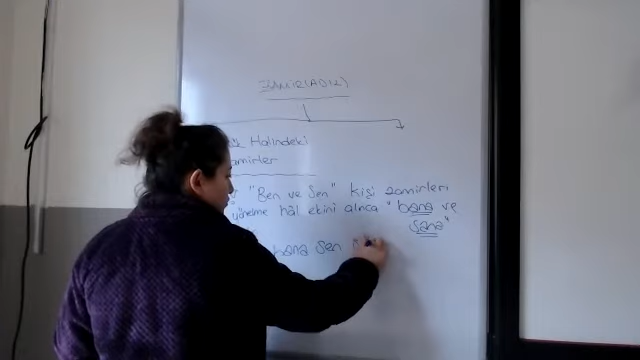 ZAMİR(ADIL)
Halindeki
zamirler
"Ben ve Sen" kişi zamirleri
yönelme hâl ekini alınca "bana ve
sana"
bana sen